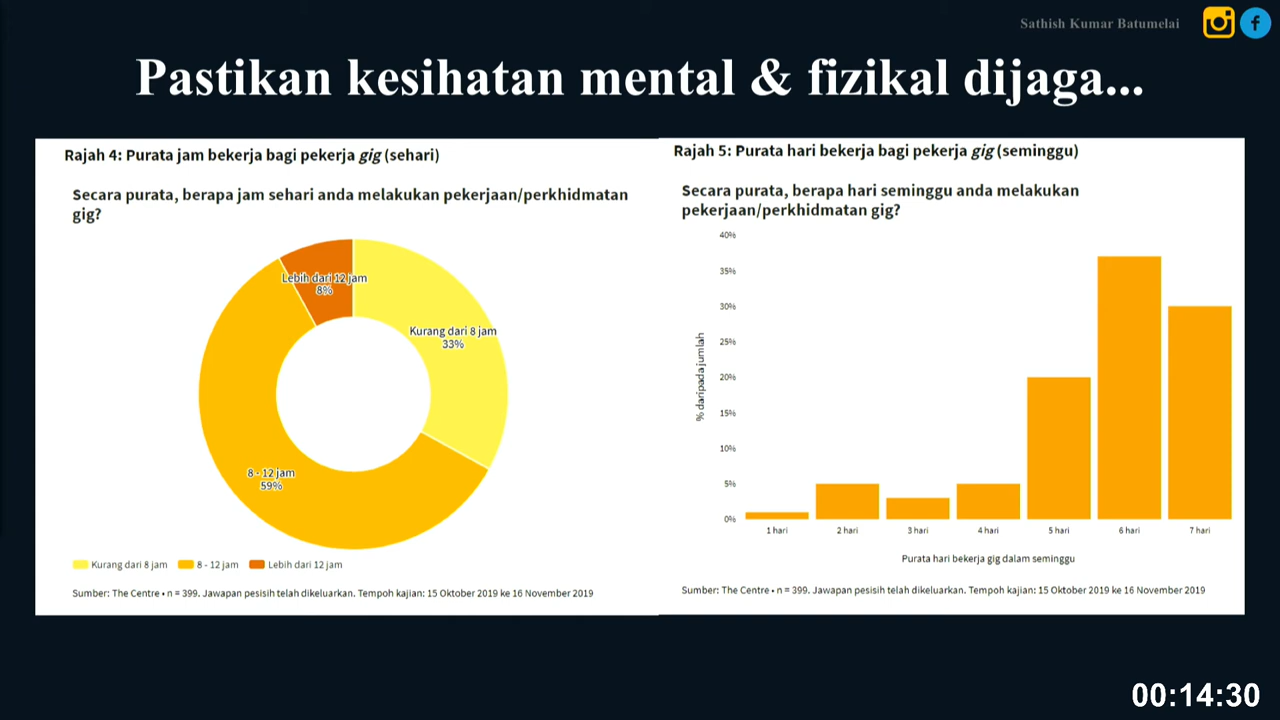 Sathish Kumar Batumelai
Pastikan kesihatan mental & fizikal dijaga...
Rajah 4: Purata jam bekerja bagi pekerja gig (sehari)
Secara purata, berapa jam sehari anda melakukan pekerjaan/perkhidmatan
gig?
Lebih dari 12 jam
8%
Kurang dari 8 jam
33%
8 - 12 jam
59%
Kurang dari 8 jam
8 - 12 jam
Lebih dari 12 jam
Sumber: The Centre • n = 399. Jawapan pesisih telah dikeluarkan. Tempoh kajian: 15 Oktober 2019 ke 16 November 2019
Rajah 5: Purata hari bekerja bagi pekerja gig (seminggu)
Secara purata, berapa hari seminggu anda melakukan
pekerjaan/perkhidmatan gig?
% daripada jumlah
40%
35%
30%
25%
20%
15%
10%
5%
0%
1 hari
2 hari
3 hari
4 hari
5 hari
6 hari
7 hari
Purata hari bekerja gig dalam seminggu
Sumber: The Centre • n = 399. Jawapan pesisih telah dikeluarkan. Tempoh kajian: 15 Oktober 2019 ke 16 November 2019
00:14:30